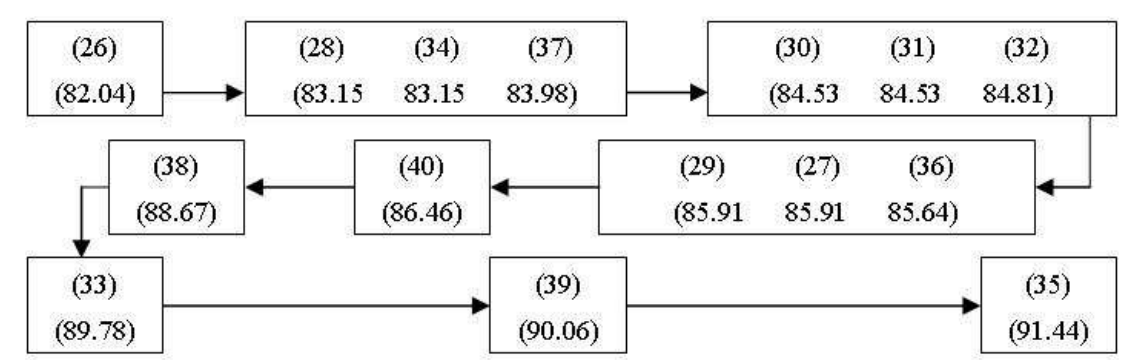 (26) (28) (34) (37) (30) (31) (32)
(82.04) (83.15 83.15 83.98) (84.53 84.53 84.81)
(38) (40) (29) (27) (36)
(88.67) (86.46) (85.91 85.91 85.64)
(33) (39) (35)
(89.78) (90.06) (91.44)